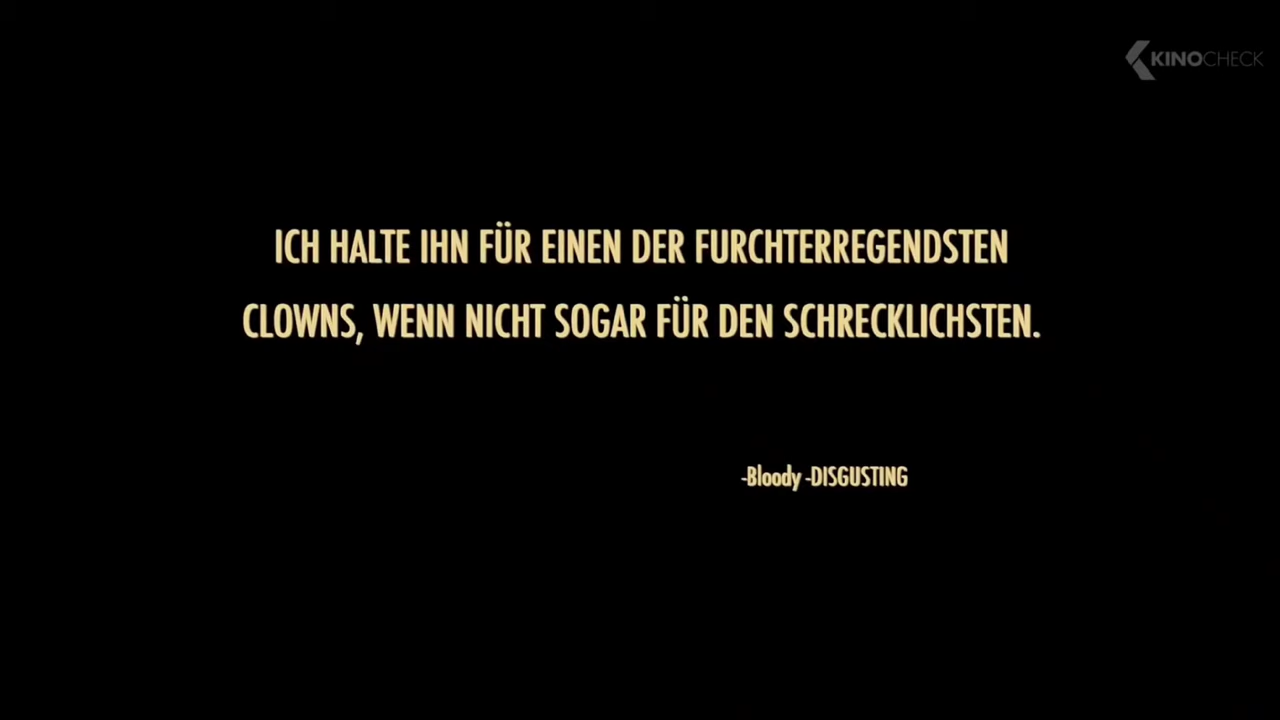 KINOCHECK
ICH HALTE IHN FÜR EINEN DER FURCHTERREGENDSTEN
CLOWNS, WENN NICHT SOGAR FÜR DEN SCHRECKLICHSTEN.
-Bloody -DISGUSTING